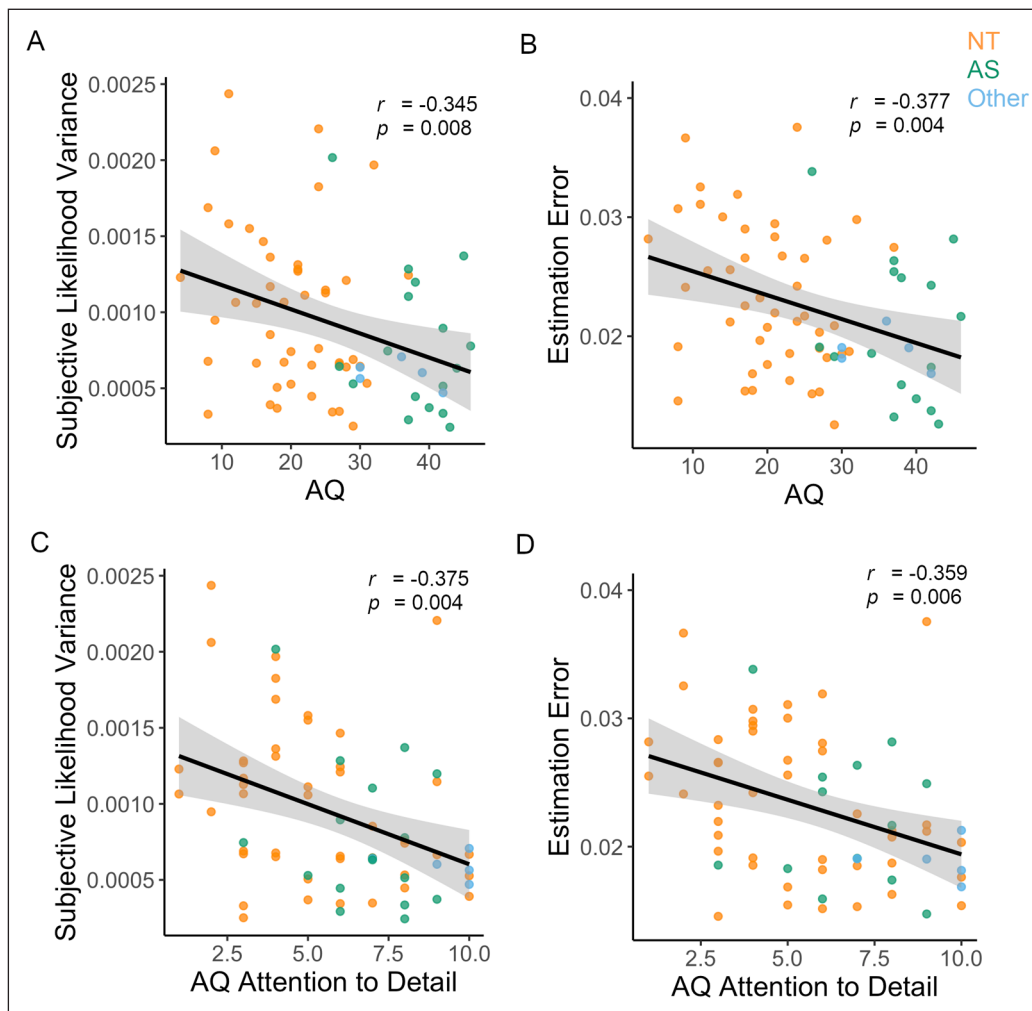 A
Subjective Likelihood Variance
0.0025
0.0020
0.0015
0.0010
0.0005
r = -0.345
p = 0.008
10 20 30 40
AQ
B
NT
AS
Other
Estimation Error
0.04
0.03
0.02
r = -0.377
p = 0.004
10 20 30 40
AQ
C
Subjective Likelihood Variance
0.0025
0.0020
0.0015
0.0010
0.0005
r = -0.375
p = 0.004
2.5 5.0 7.5 10.0
AQ Attention to Detail
D
Estimation Error
0.04
0.03
0.02
r = -0.359
p = 0.006
2.5 5.0 7.5 10.0
AQ Attention to Detail